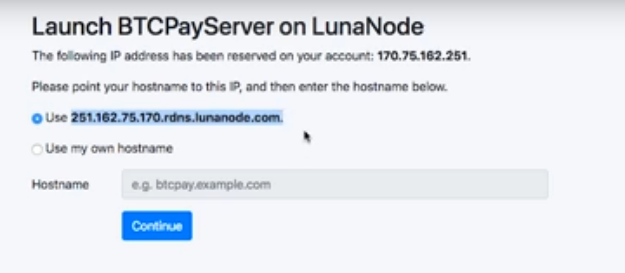 Launch BTCPayServer on LunaNode
The following IP address has been reserved on your account: 170.75.162.251.
Please point your hostname to this IP, and then enter the hostname below.
Use 251.162.75.170.rdns.lunanode.com.
Use my own hostname
Hostname e.g. btcpay.example.com
Continue